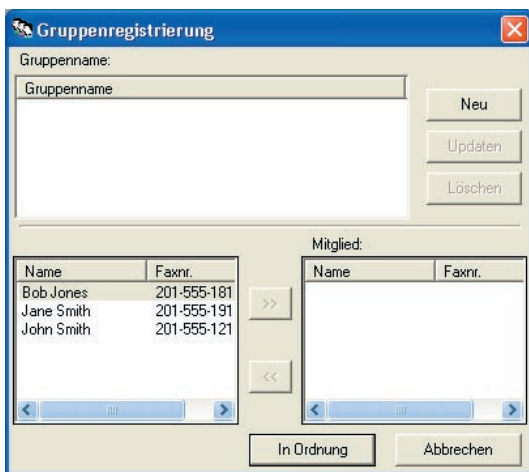 Gruppenregistrierung
Gruppenname:
Gruppenname
Neu
Updaten
Löschen
Mitglied:
Name Faxnr.
Bob Jones 201-555-181
Jane Smith 201-555-191
John Smith 201-555-121
>>
<<
Name Faxnr.
In Ordnung Abbrechen